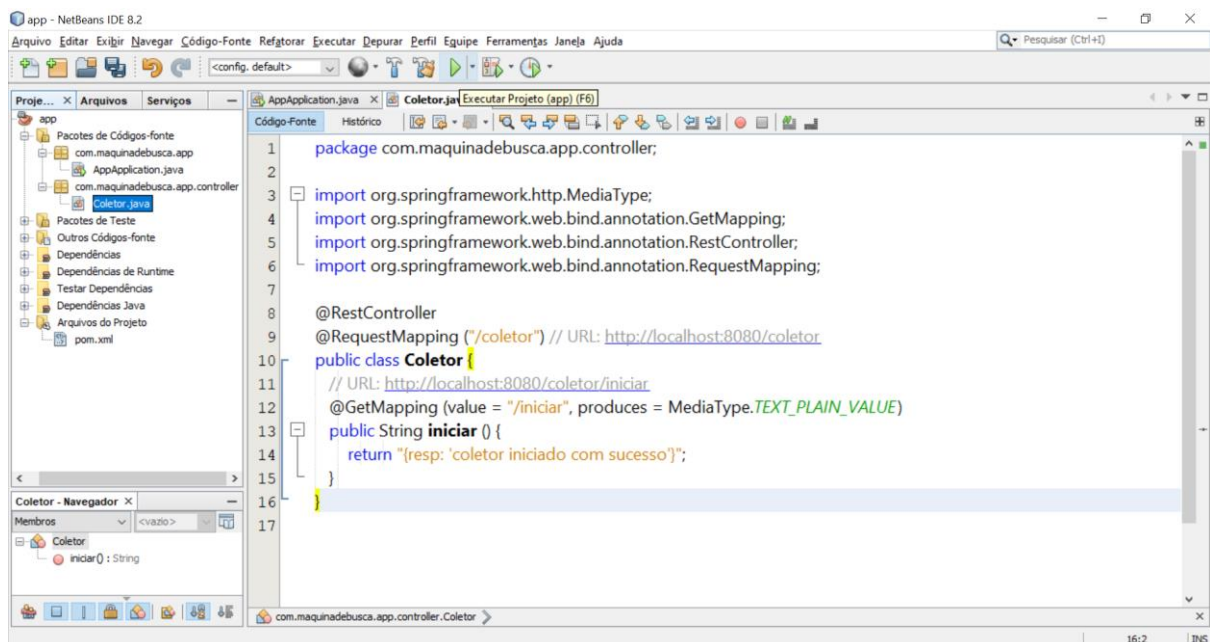 app - NetBeans IDE 8.2
Arquivo Editar Exibir Navegar Código-Fonte Refatorar Executar Depurar Perfil Equipe Ferramentas Janela Ajuda
Pesquisar (Ctrl+I)
<config. default>
Proje... Arquivos Serviços
app
Pacotes de Códigos-fonte
com.maquinadebusca.app
AppApplication.java
com.maquinadebusca.app.controller
Coletor.java
Pacotes de Teste
Outros Códigos-fonte
Dependências
Dependências de Runtime
Testar Dependências
Dependências Java
Arquivos do Projeto
pom.xml
Coletor - Navegador
Membros <vazio>
Coletor
iniciar() : String
AppApplication.java Coletor.jav
Executar Projeto (app) (F6)
Código-Fonte Histórico
1 package com.maquinadebusca.app.controller;
2
3 import org.springframework.http.MediaType;
4 import org.springframework.web.bind.annotation.GetMapping;
5 import org.springframework.web.bind.annotation.RestController;
6 import org.springframework.web.bind.annotation.RequestMapping;
7
8 @RestController
9 @RequestMapping ("/coletor") // URL: http://localhost:8080/coletor
10 public class Coletor {
11 // URL: http://localhost:8080/coletor/iniciar
12 @GetMapping (value = "/iniciar", produces = MediaType.TEXT_PLAIN_VALUE)
13 public String iniciar () {
14 return "{resp: 'coletor iniciado com sucesso'}";
15 }
16 }
17
com.maquinadebusca.app.controller.Coletor
16:2 INS